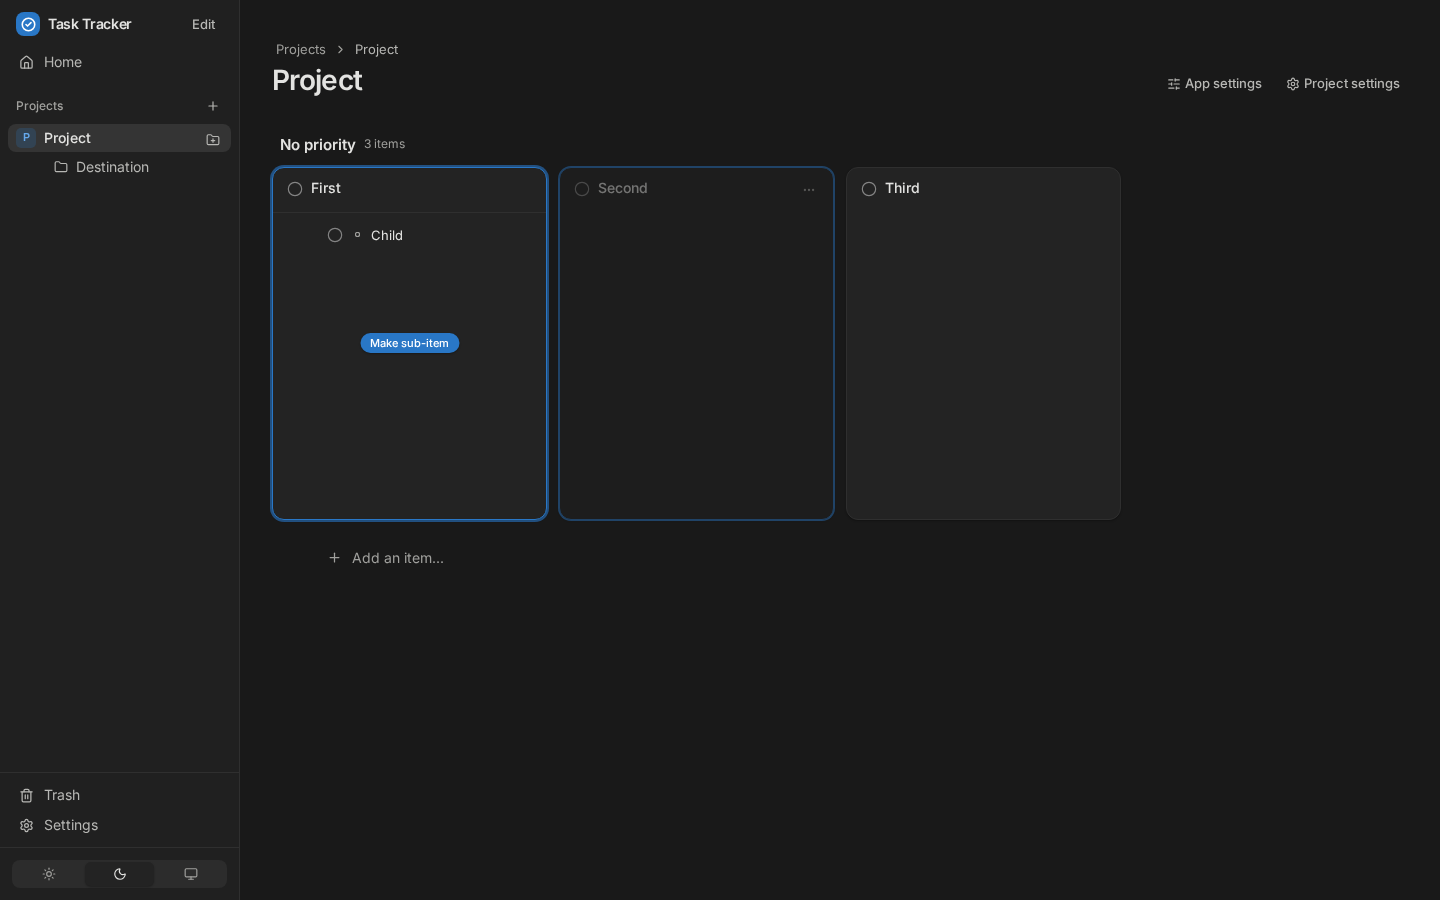 Task Tracker
Edit
Home
Projects
P Project
Destination
Trash
Settings
Projects > Project
Project
App settings
Project settings
No priority 3 items
First
Child
Make sub-item
Second
Third
Add an item...